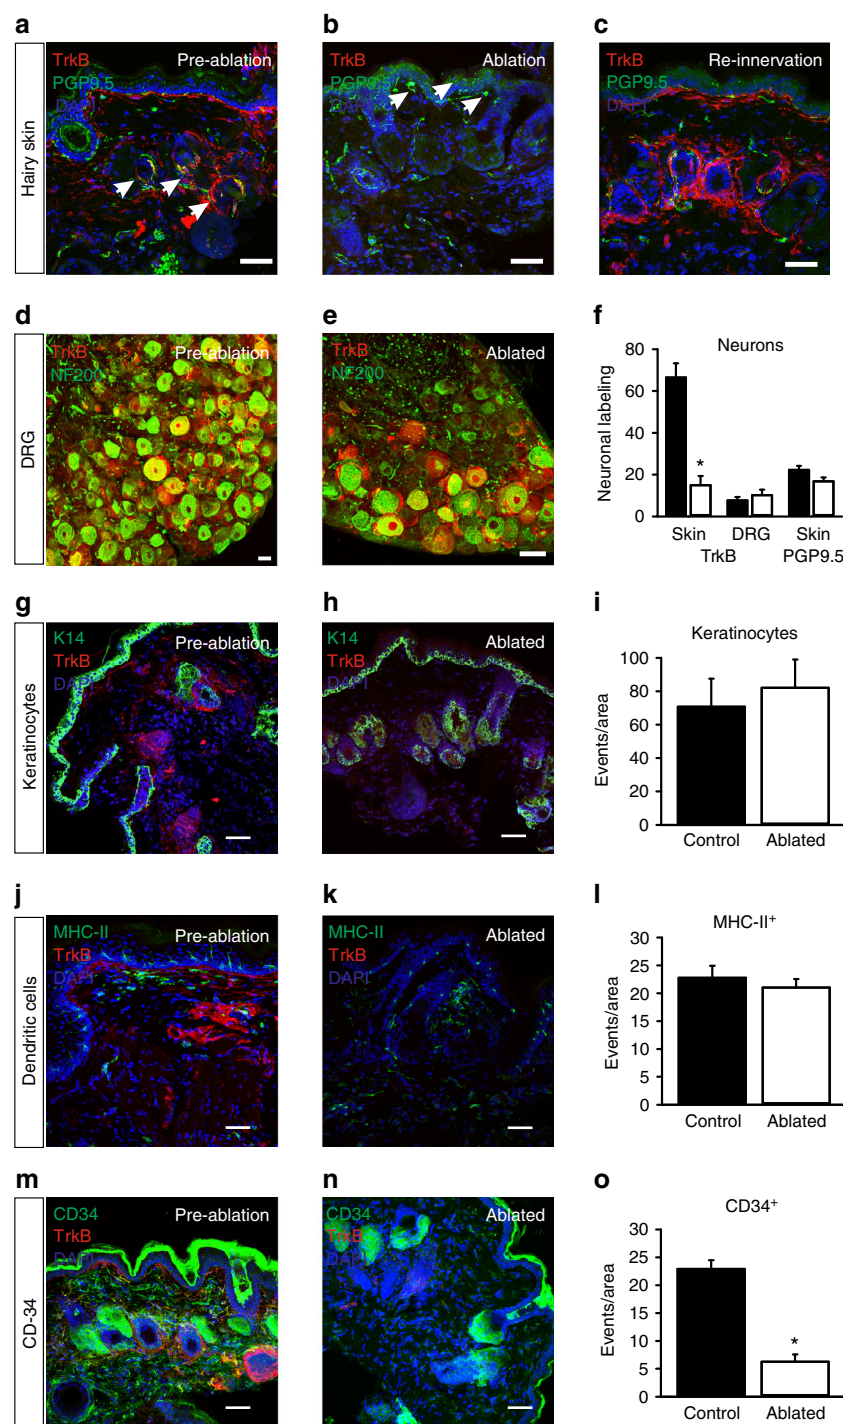 a
b
c
Hairy skin
TrkB
PGP9.5
DAPI
Pre-ablation
TrkB
PGP9.5
DAPI
Ablation
TrkB
PGP9.5
DAPI
Re-innervation
d
e
f
DRG
TrkB
NF200
Pre-ablation
TrkB
NF200
Ablated
Neurons
Neuronal labeling
80
60
40
20
0
*
Skin DRG Skin
TrkB PGP9.5
g
h
i
Keratinocytes
K14
TrkB
DAPI
Pre-ablation
K14
TrkB
DAPI
Ablated
Keratinocytes
Events/area
100
80
60
40
20
0
Control Ablated
j
k
l
Dendritic cells
MHC-II
TrkB
DAPI
Pre-ablation
MHC-II
TrkB
DAPI
Ablated
MHC-II⁺
Events/area
30
25
20
15
10
5
0
Control Ablated
m
n
o
CD-34
CD34
TrkB
DAPI
Pre-ablation
CD34
TrkB
DAPI
Ablated
CD34⁺
Events/area
30
25
20
15
10
5
0
*
Control Ablated